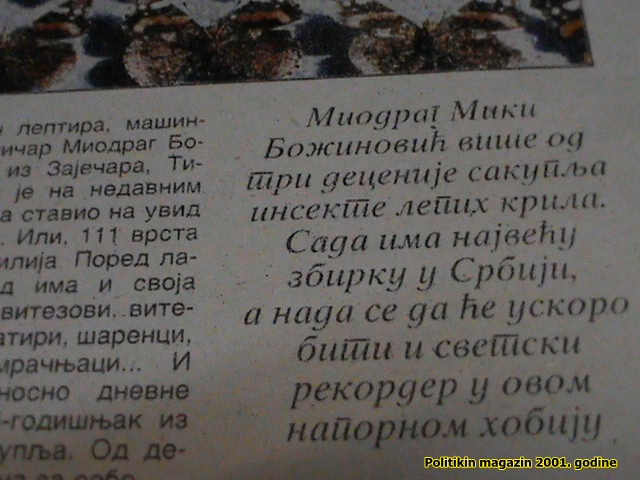 лептира, машин-
ичар Миодраг Бо-
из Зајечара, Ти-
је на недавним
а ставио на увид
Или, 111 врста
илија Поред ла-
д има и своја
витезови, вите-
атири, шаренци,
мрачњаци... И
носно дневне
-годишњак из
упља. Од де-
Миодраг Мики
Божиновић више од
три деценије сакупља
инсекте лепих крила.
Сада има највећу
збирку у Србији,
а нада се да ће ускоро
бити и светски
рекордер у овом
напорном хобију
Politikin magazin 2001. godine